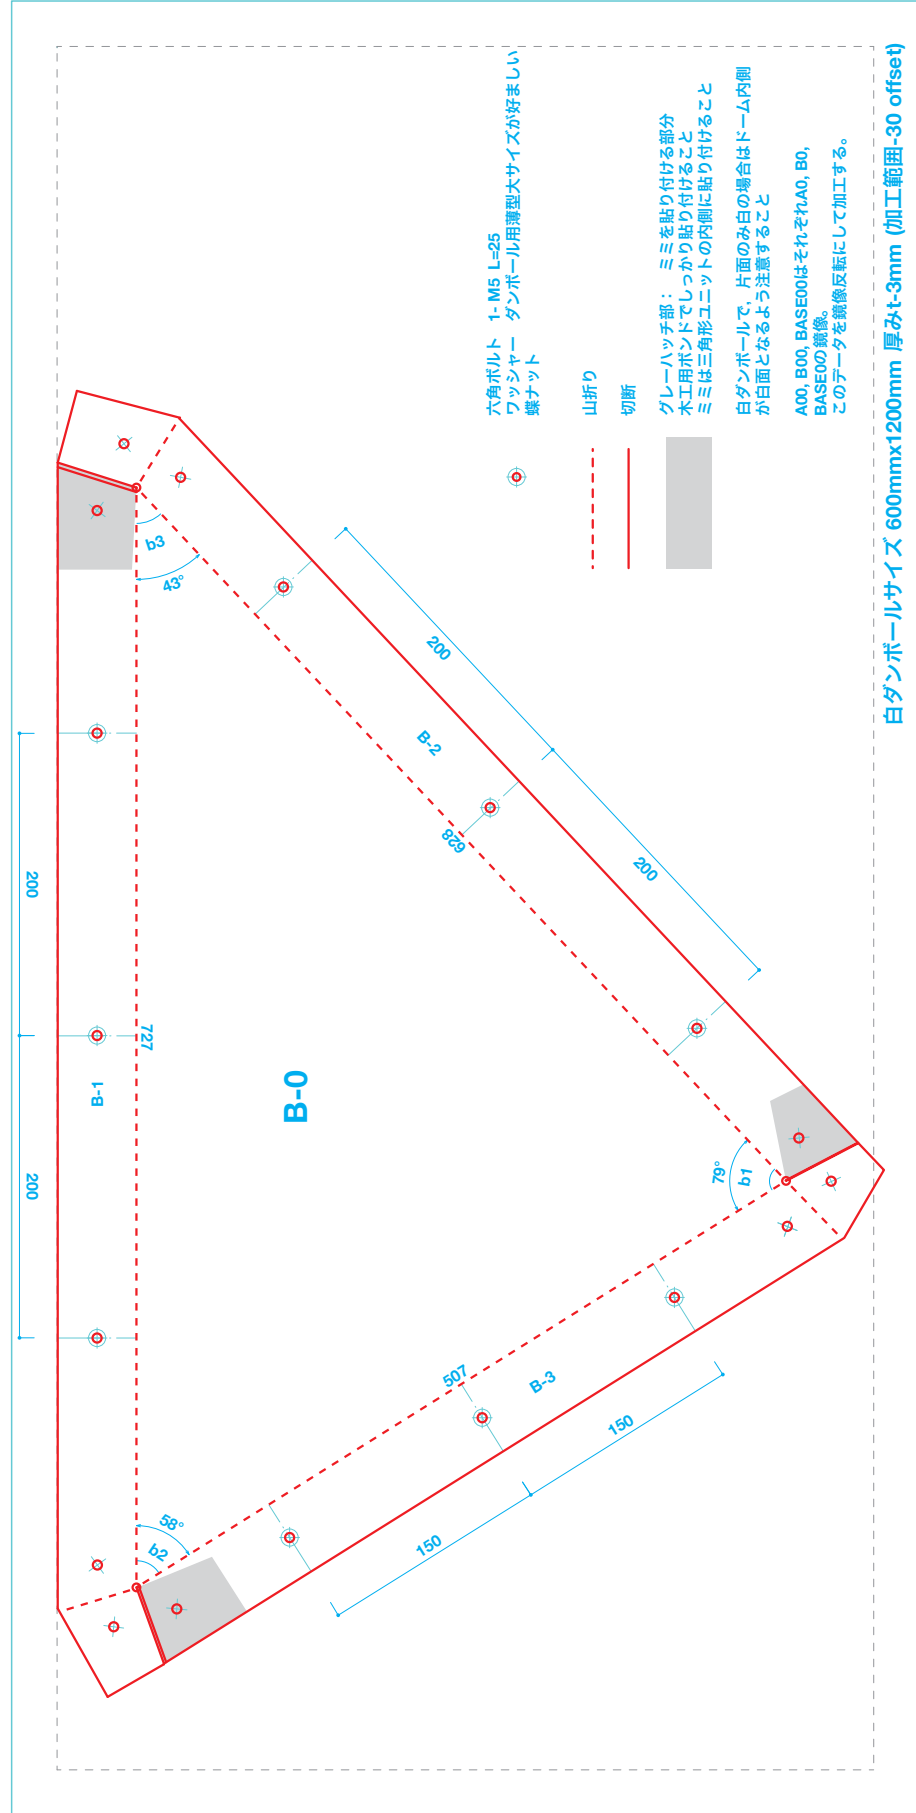 六角ボルト 1- M5 L=25
ワッシャー ダンボール用薄型大サイズが好ましい
蝶ナット
山折り
切断
グレーハッチ部： ミミを貼り付ける部分
木工用ボンドでしっかり貼り付けること
ミミは三角形ユニットの内側に貼り付けること
白ダンボールで、片面のみ白の場合はドーム内側
が白面となるよう注意すること
A00, B00, BASE00はそれぞれA0, B0,
BASE0の鏡像。
このデータを鏡像反転にして加工する。
白ダンボールサイズ 600mmx1200mm 厚みt-3mm (加工範囲-30 offset)
b3
43°
200
B-2
628
200
200
727
B-1
B-0
200
79°
b1
507
B-3
150
150
58°
b2